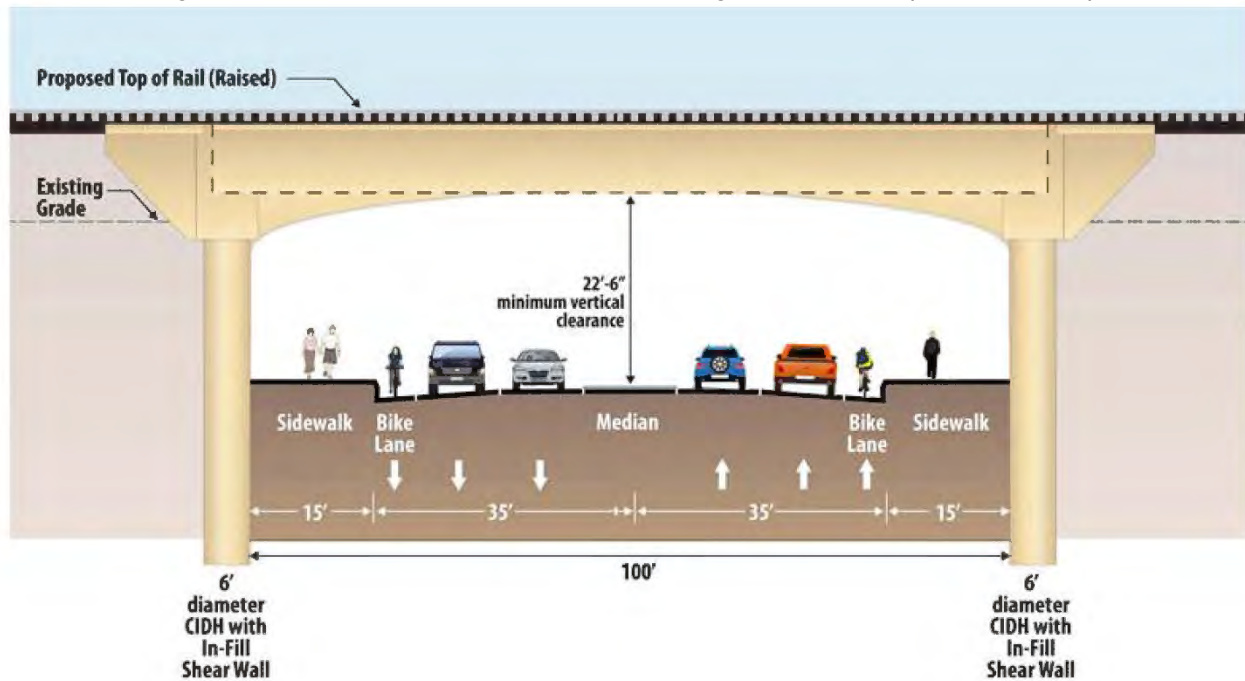 Proposed Top of Rail (Raised)
Existing
Grade
22'-6"
minimum vertical
clearance
Sidewalk
Bike
Lane
Median
Bike
Lane
Sidewalk
15'
35'
35'
15'
100'
6'
diameter
CIDH with
In-Fill
Shear Wall
6'
diameter
CIDH with
In-Fill
Shear Wall